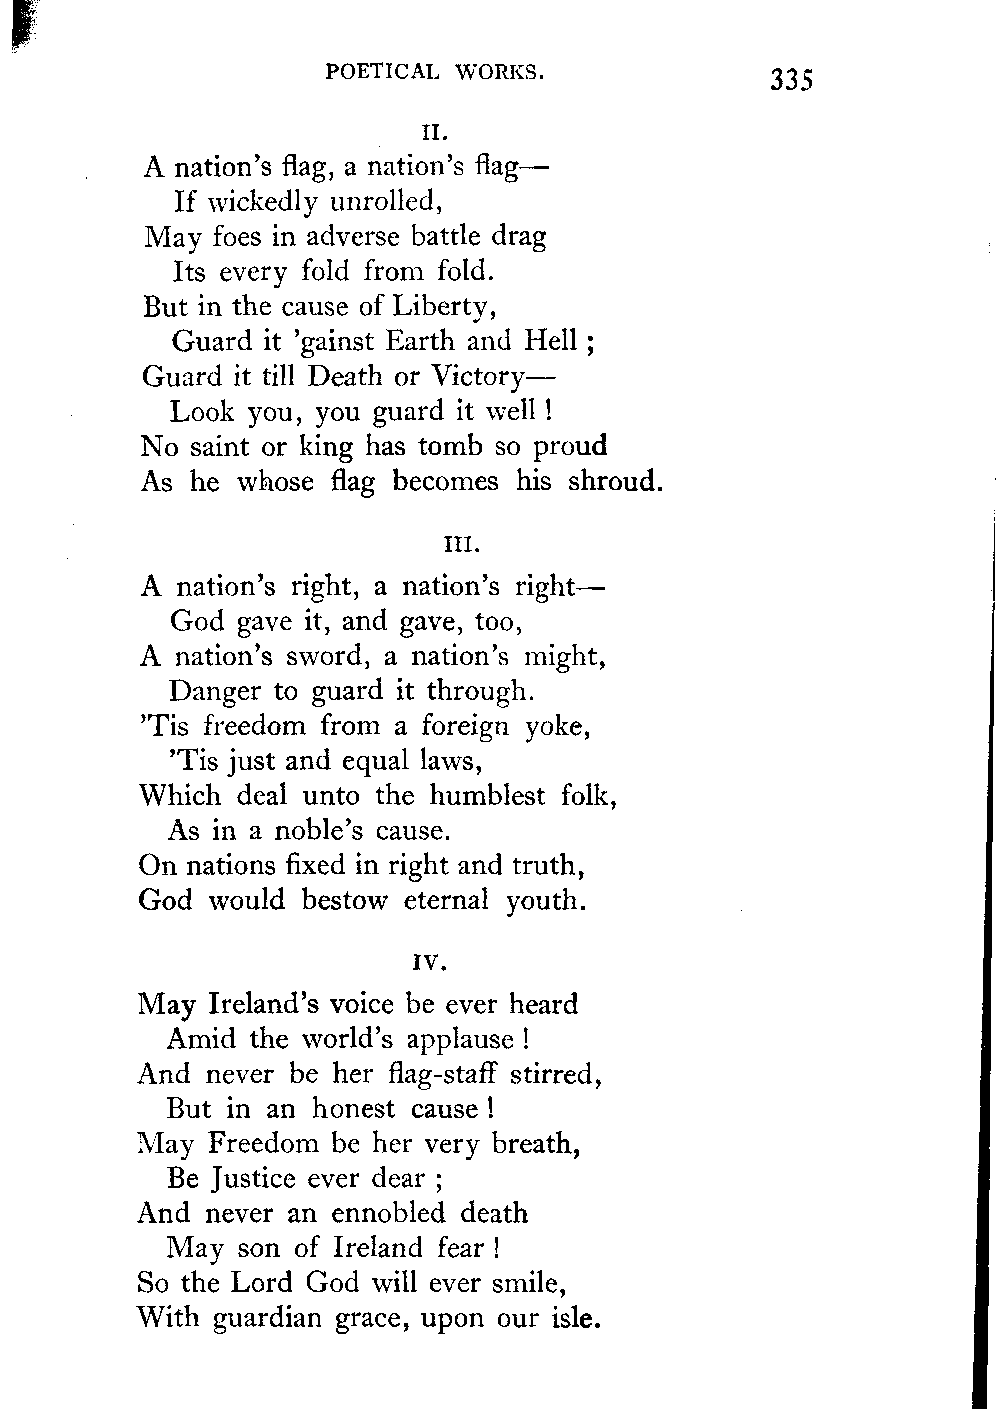 POETICAL WORKS. 335
II.
A nation's flag, a nation's flag—
If wickedly unrolled,
May foes in adverse battle drag
Its every fold from fold.
But in the cause of Liberty,
Guard it 'gainst Earth and Hell ;
Guard it till Death or Victory—
Look you, you guard it well !
No saint or king has tomb so proud
As he whose flag becomes his shroud.
III.
A nation's right, a nation's right—
God gave it, and gave, too,
A nation's sword, a nation's might,
Danger to guard it through.
'Tis freedom from a foreign yoke,
'Tis just and equal laws,
Which deal unto the humblest folk,
As in a noble's cause.
On nations fixed in right and truth,
God would bestow eternal youth.
IV.
May Ireland's voice be ever heard
Amid the world's applause !
And never be her flag-staff stirred,
But in an honest cause !
May Freedom be her very breath,
Be Justice ever dear ;
And never an ennobled death
May son of Ireland fear !
So the Lord God will ever smile,
With guardian grace, upon our isle.